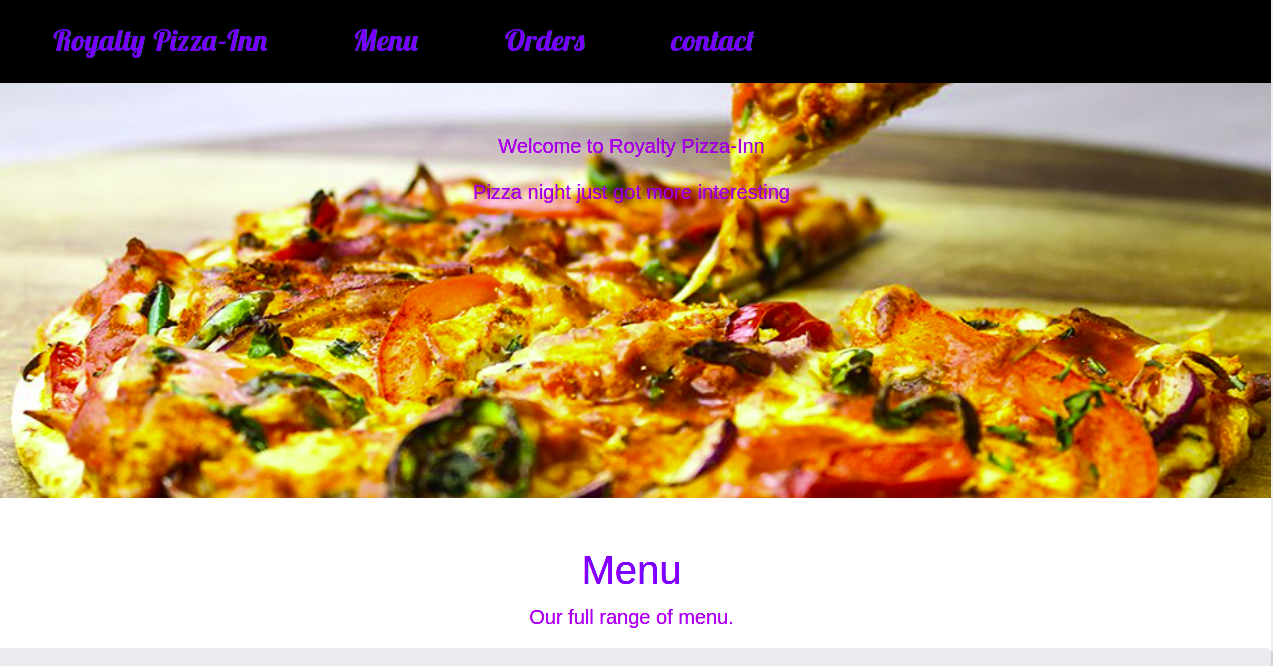 Royalty Pizza-Inn Menu Orders contact
Welcome to Royalty Pizza-Inn
Pizza night just got more interesting
Menu
Our full range of menu.